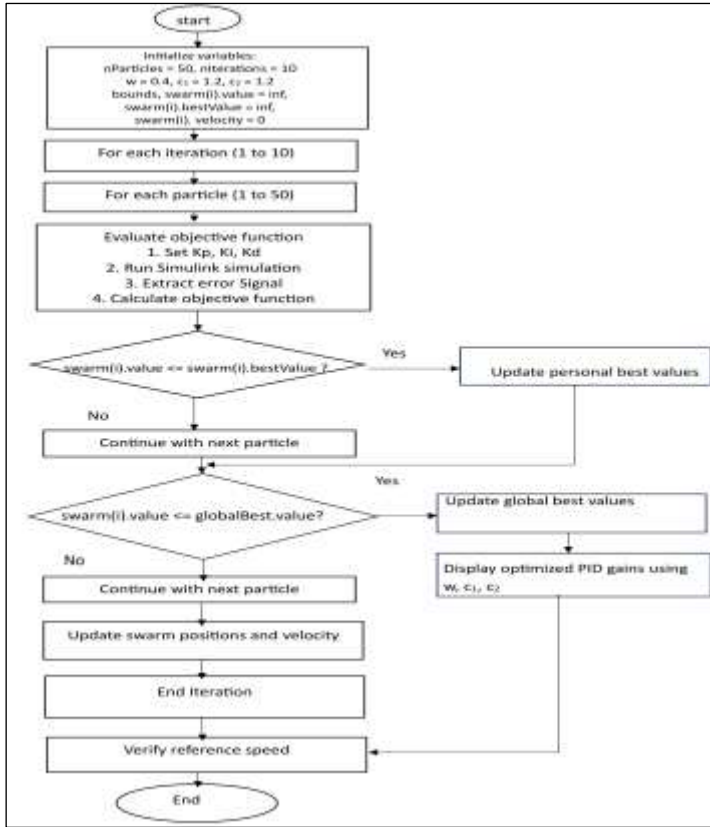 start
Initialize variables:
nParticles = 50, nIterations = 10
w = 0.4, c₁ = 1.2, c₂ = 1.2
bounds, swarm(i).value = inf,
swarm(i).bestValue = inf,
swarm(i). velocity = 0
For each iteration (1 to 10)
For each particle (1 to 50)
Evaluate objective function
1. Set Kp, Ki, Kd
2. Run Simulink simulation
3. Extract error Signal
4. Calculate objective function
swarm(i).value <= swarm(i).bestValue ?
Yes
Update personal best values
No
Continue with next particle
swarm(i).value <= globalBest.value?
Yes
Update global best values
Display optimized PID gains using
w, c₁, c₂
No
Continue with next particle
Update swarm positions and velocity
End Iteration
Verify reference speed
End